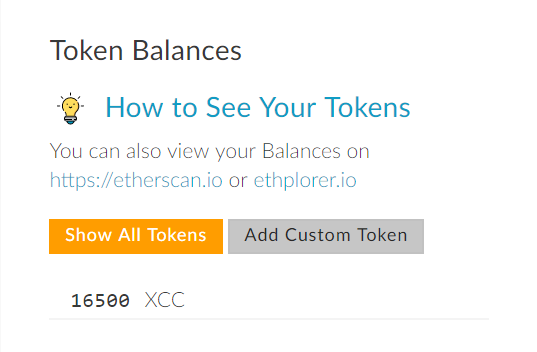 Token Balances
How to See Your Tokens
You can also view your Balances on
https://etherscan.io or ethplorer.io
Show All Tokens Add Custom Token
16500 XCC